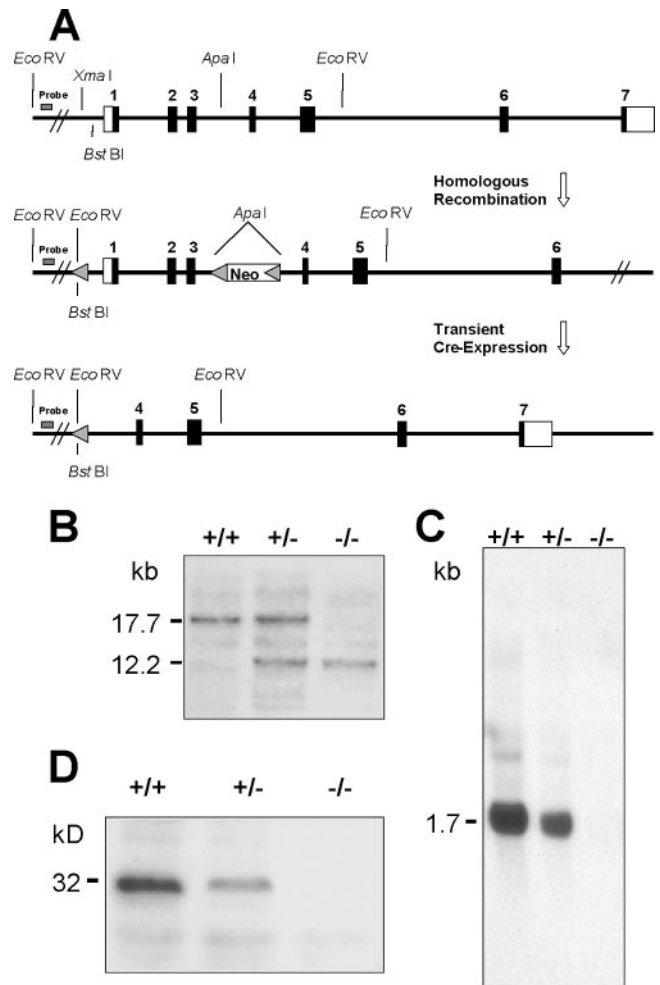 A
EcoRV
XmaI
ApaI
EcoRV
Probe
1 2 3 4 5 6 7
BstBI
Homologous
Recombination
ApaI
EcoRV EcoRV
EcoRV
Probe
1 2 3 Neo 4 5 6
BstBI
Transient
Cre-Expression
EcoRV EcoRV
EcoRV
Probe
4 5 6 7
BstBI
B
+/+ +/- -/-
kb
17.7
12.2
C
+/+ +/- -/-
kb
1.7
D
+/+ +/- -/-
kD
32